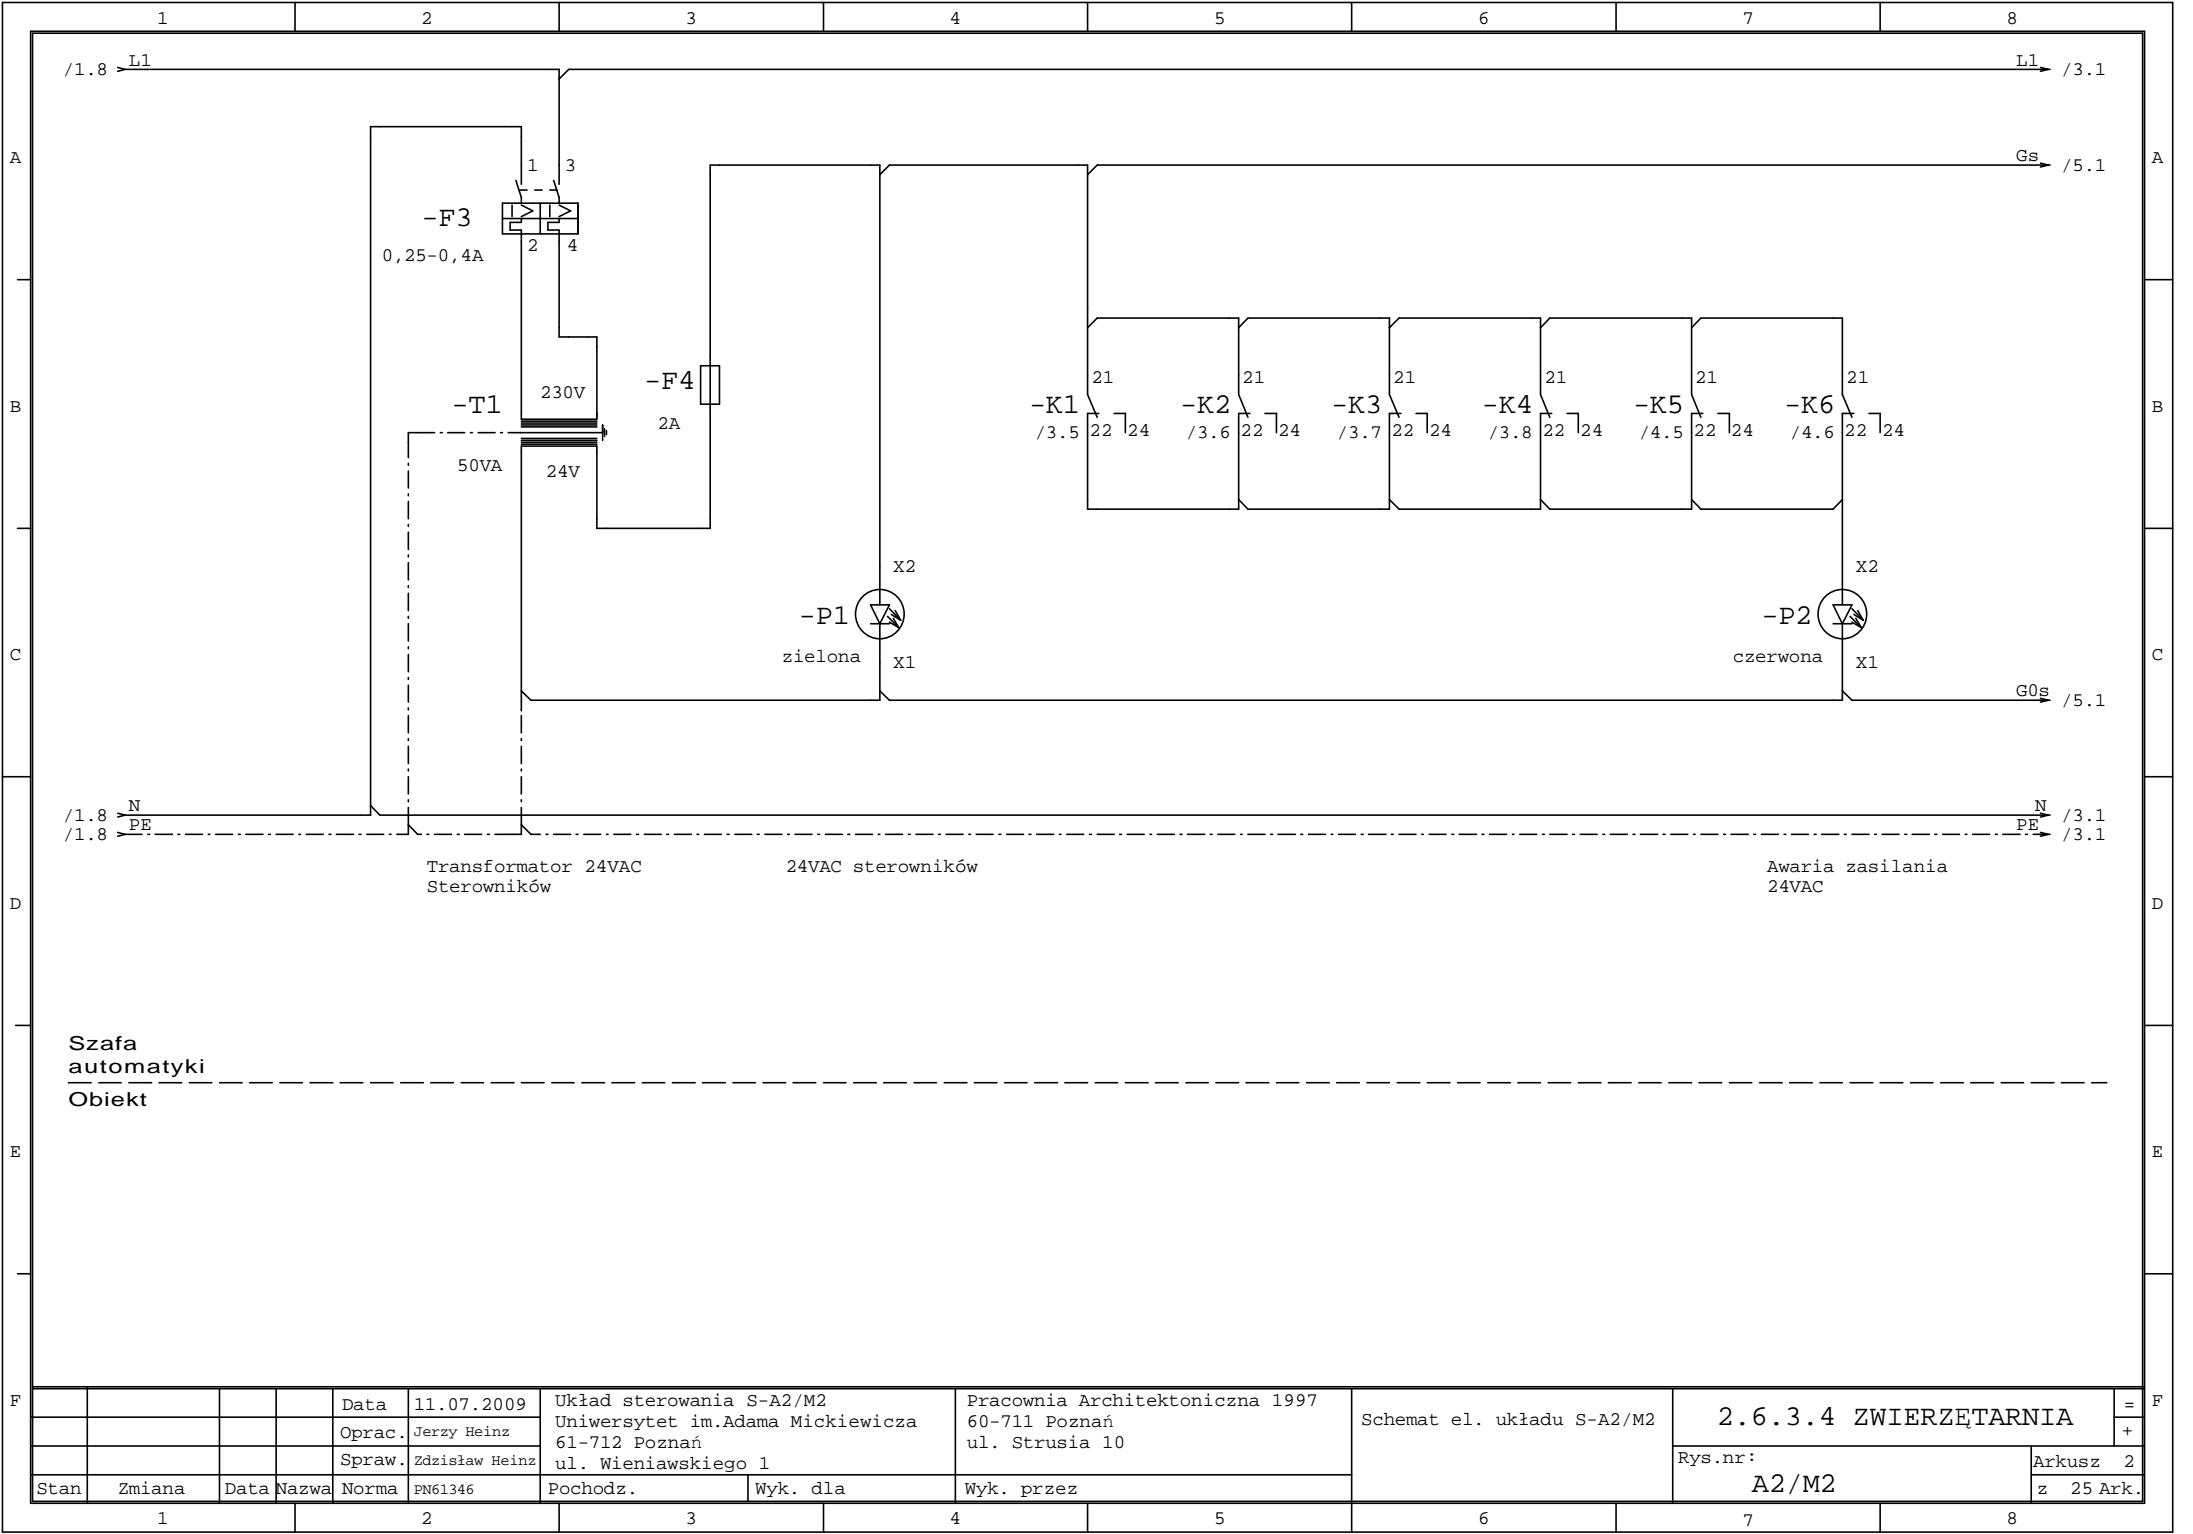 1 2 3 4 5 6 7 8
/1.8 L1 L1 /3.1
A Gs /5.1 A
1 3
-F3
2 4
0,25-0,4A
230V
-F4
21 21 21 21 21 21
B -T1 -K1 -K2 -K3 -K4 -K5 -K6 B
2A
/3.5 22 24 /3.6 22 24 /3.7 22 24 /3.8 22 24 /4.5 22 24 /4.6 22 24
50VA 24V
X2 X2
-P1 -P2
C zielona X1 czerwona X1 C
G0s /5.1
/1.8 N N /3.1
/1.8 PE PE /3.1
Transformator 24VAC 24VAC sterowników Awaria zasilania
Sterowników 24VAC
D D
Szafa
automatyki
Obiekt
E E
F F
Data 11.07.2009
Oprac. Jerzy Heinz
Spraw. Zdzisław Heinz
Stan Zmiana Data Nazwa Norma PN61346
Układ sterowania S-A2/M2
Uniwersytet im.Adama Mickiewicza
61-712 Poznań
ul. Wieniawskiego 1
Pochodz. Wyk. dla
Pracownia Architektoniczna 1997
60-711 Poznań
ul. Strusia 10
Wyk. przez
Schemat el. układu S-A2/M2
2.6.3.4 ZWIERZĘTARNIA
=
+
Rys.nr:
A2/M2
Arkusz 2
z 25 Ark.
1 2 3 4 5 6 7 8